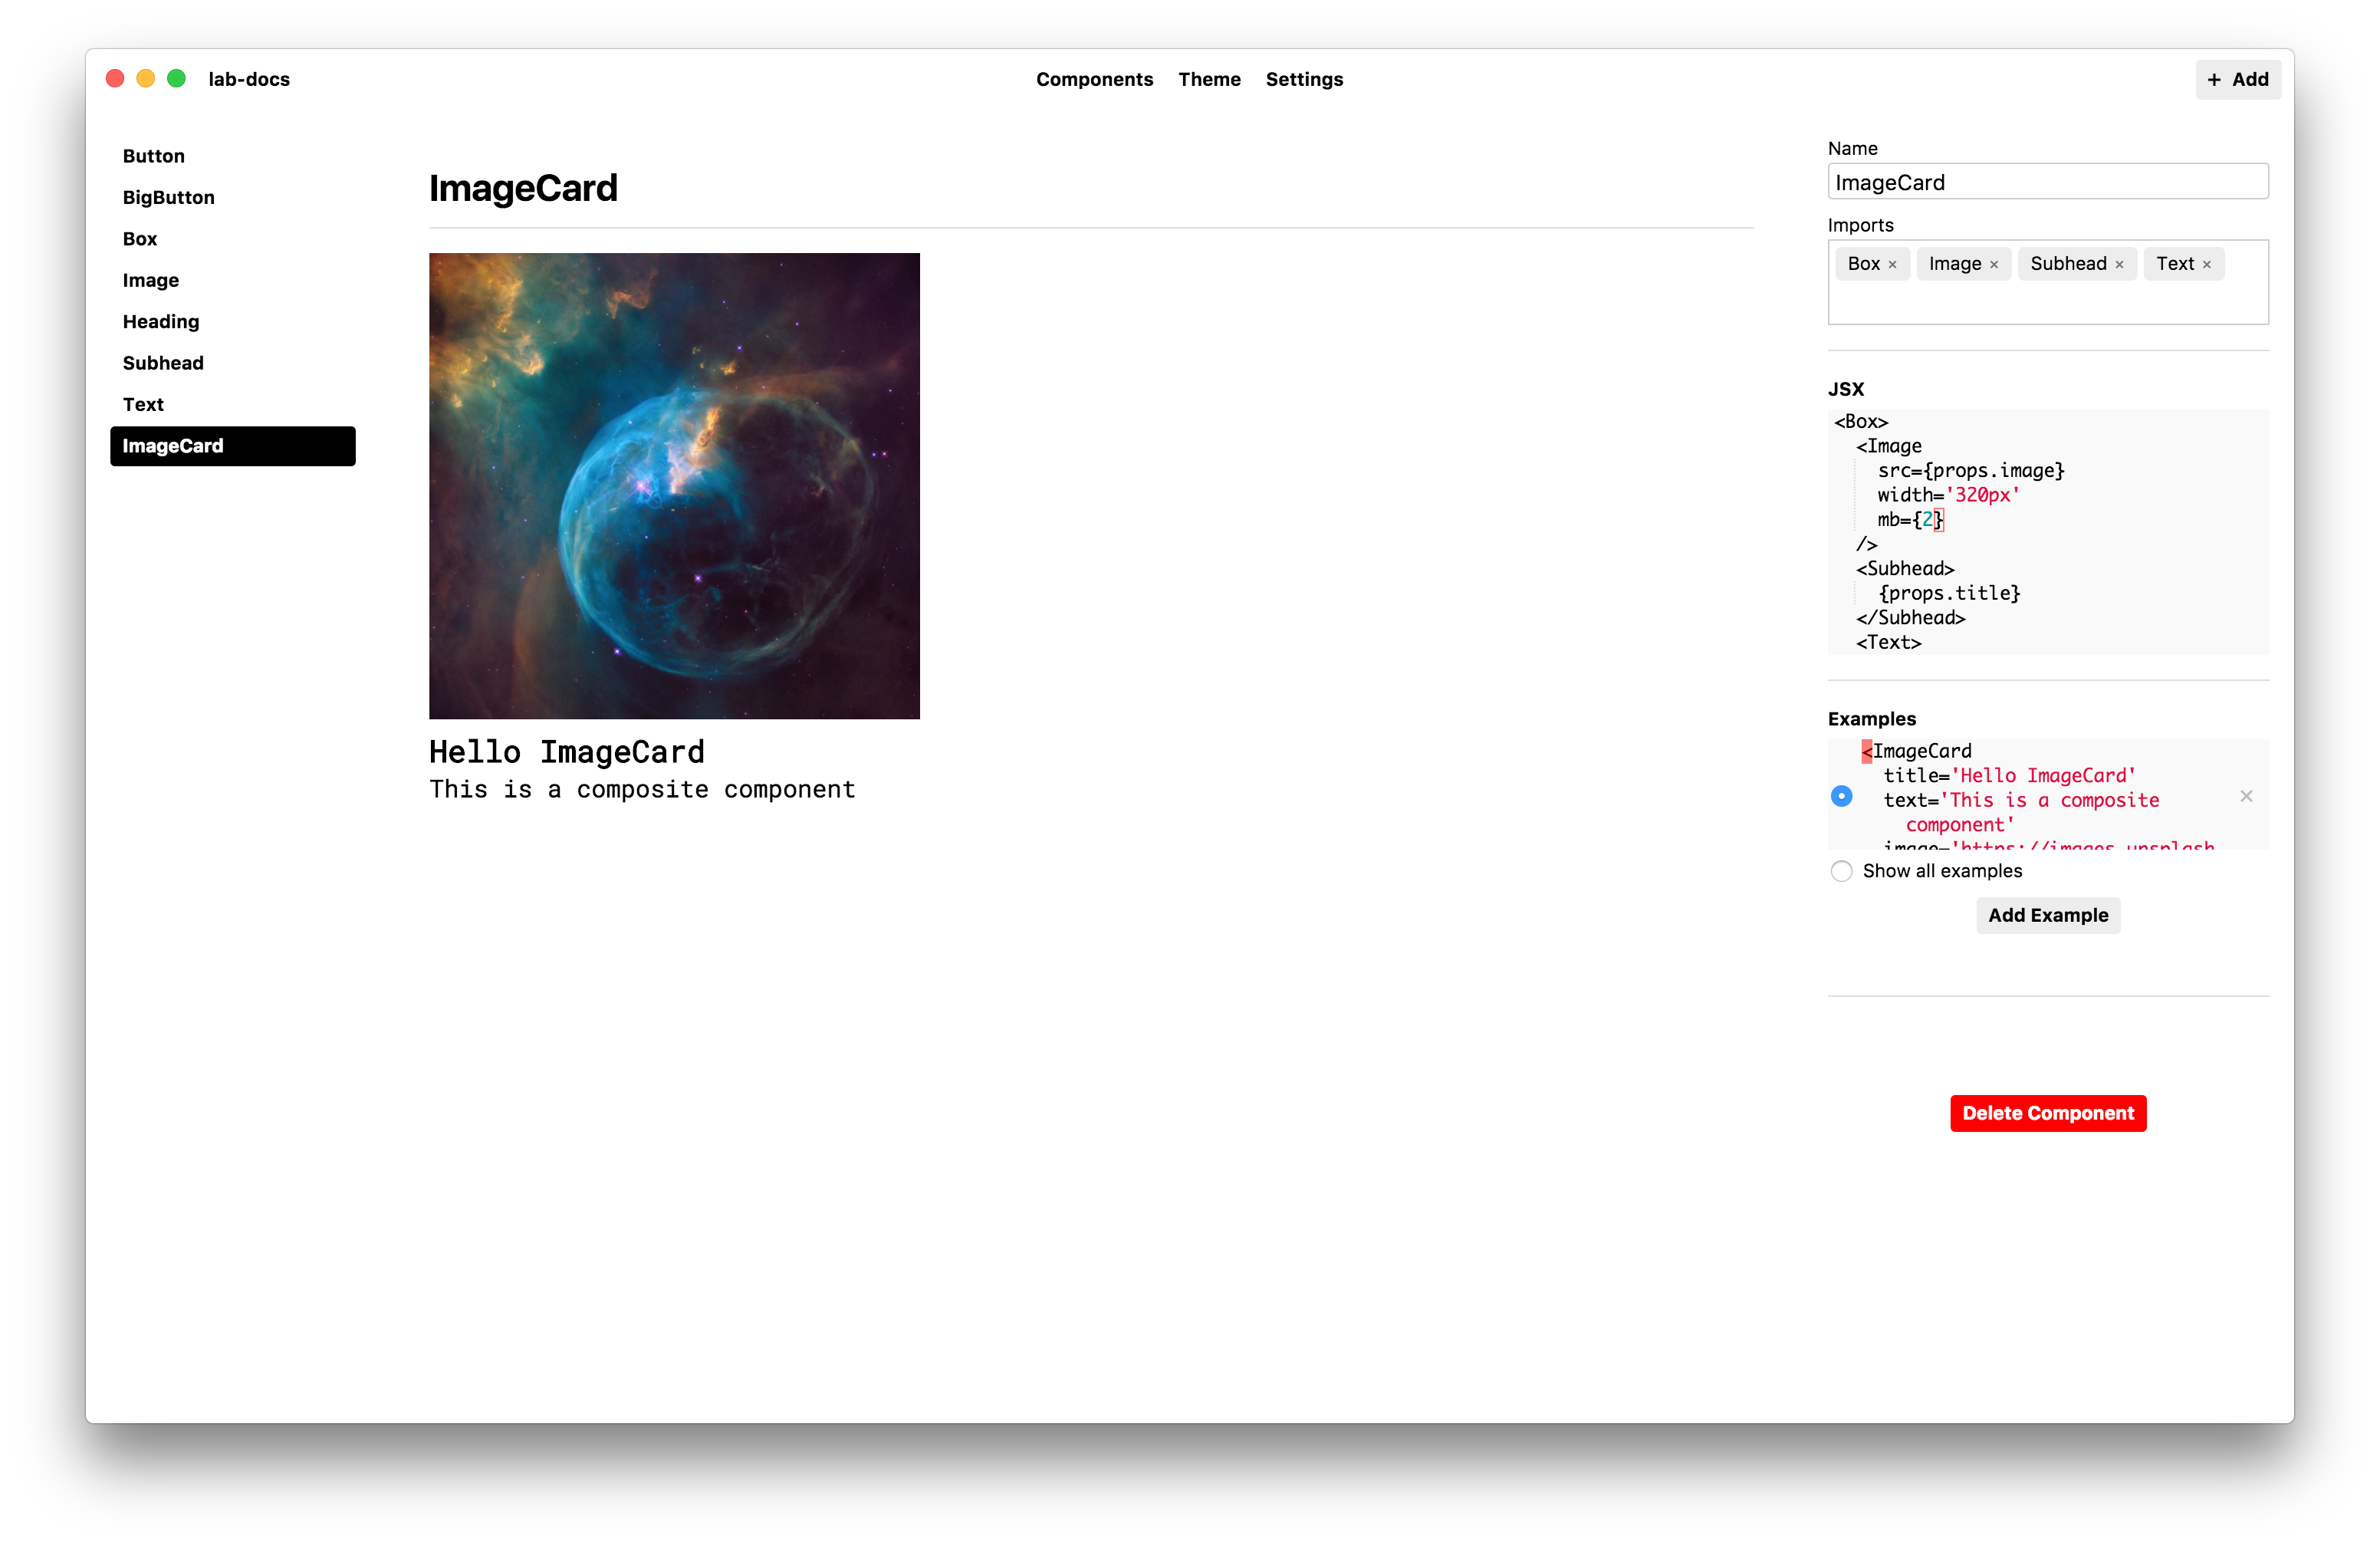 lab-docs
Components Theme Settings
+ Add
Button
BigButton
Box
Image
Heading
Subhead
Text
ImageCard
ImageCard
Hello ImageCard
This is a composite component
Name
ImageCard
Imports
Box × Image × Subhead × Text ×
JSX
<Box>
  <Image
    src={props.image}
    width='320px'
    mb={2}
  />
  <Subhead>
    {props.title}
  </Subhead>
  <Text>
Examples
<ImageCard
  title='Hello ImageCard'
  text='This is a composite
    component'
  image='https://images.unsplash
Show all examples
Add Example
Delete Component